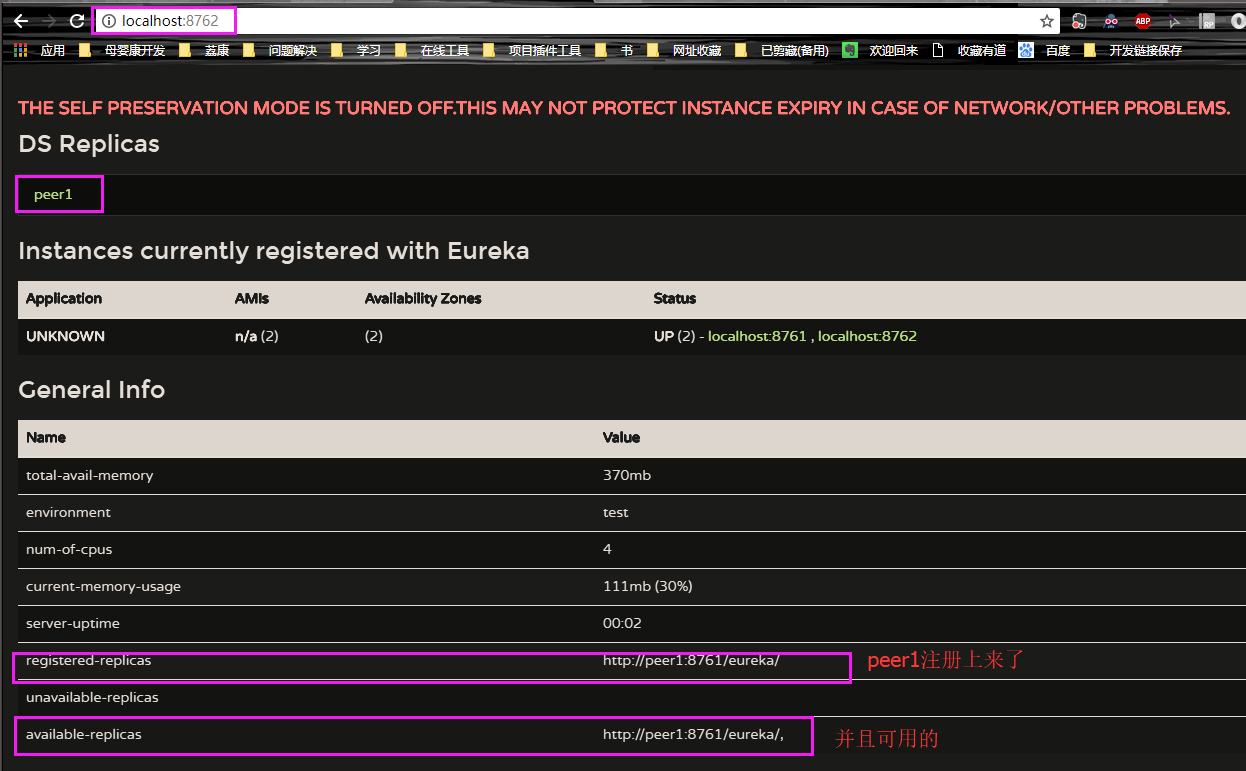 localhost:8762
ABP
RP
应用 母婴康开发 荔康 问题解决 学习 在线工具 项目插件工具 书 网址收藏 已剪藏(备用) 欢迎回来 收藏有道 百度 开发链接保存
THE SELF PRESERVATION MODE IS TURNED OFF.THIS MAY NOT PROTECT INSTANCE EXPIRY IN CASE OF NETWORK/OTHER PROBLEMS.
DS Replicas
peer1
Instances currently registered with Eureka
Application AMIs Availability Zones Status
UNKNOWN n/a (2) (2) UP (2) - localhost:8761 , localhost:8762
General Info
Name Value
total-avail-memory 370mb
environment test
num-of-cpus 4
current-memory-usage 111mb (30%)
server-uptime 00:02
registered-replicas http://peer1:8761/eureka/ peer1注册上来了
unavailable-replicas
available-replicas http://peer1:8761/eureka/, 并且可用的